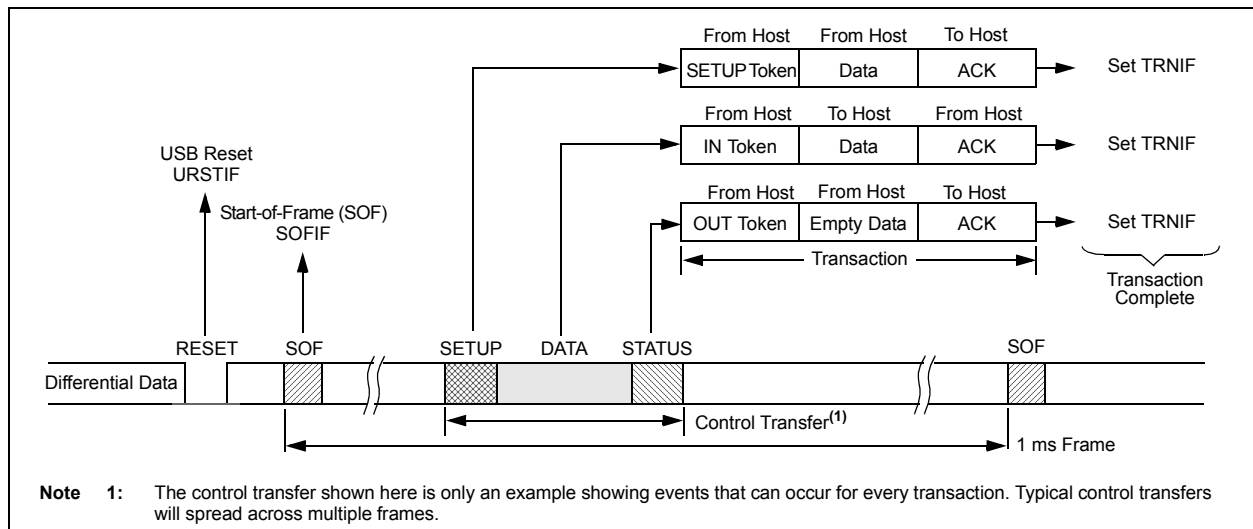 From Host From Host To Host
SETUP Token Data ACK Set TRNIF
From Host To Host From Host
IN Token Data ACK Set TRNIF
USB Reset
URSTIF
From Host From Host To Host
Start-of-Frame (SOF)
SOFIF
OUT Token Empty Data ACK Set TRNIF
Transaction
Transaction
Complete
RESET SOF SETUP DATA STATUS SOF
Differential Data
Control Transfer(1)
1 ms Frame
Note 1: The control transfer shown here is only an example showing events that can occur for every transaction. Typical control transfers
will spread across multiple frames.